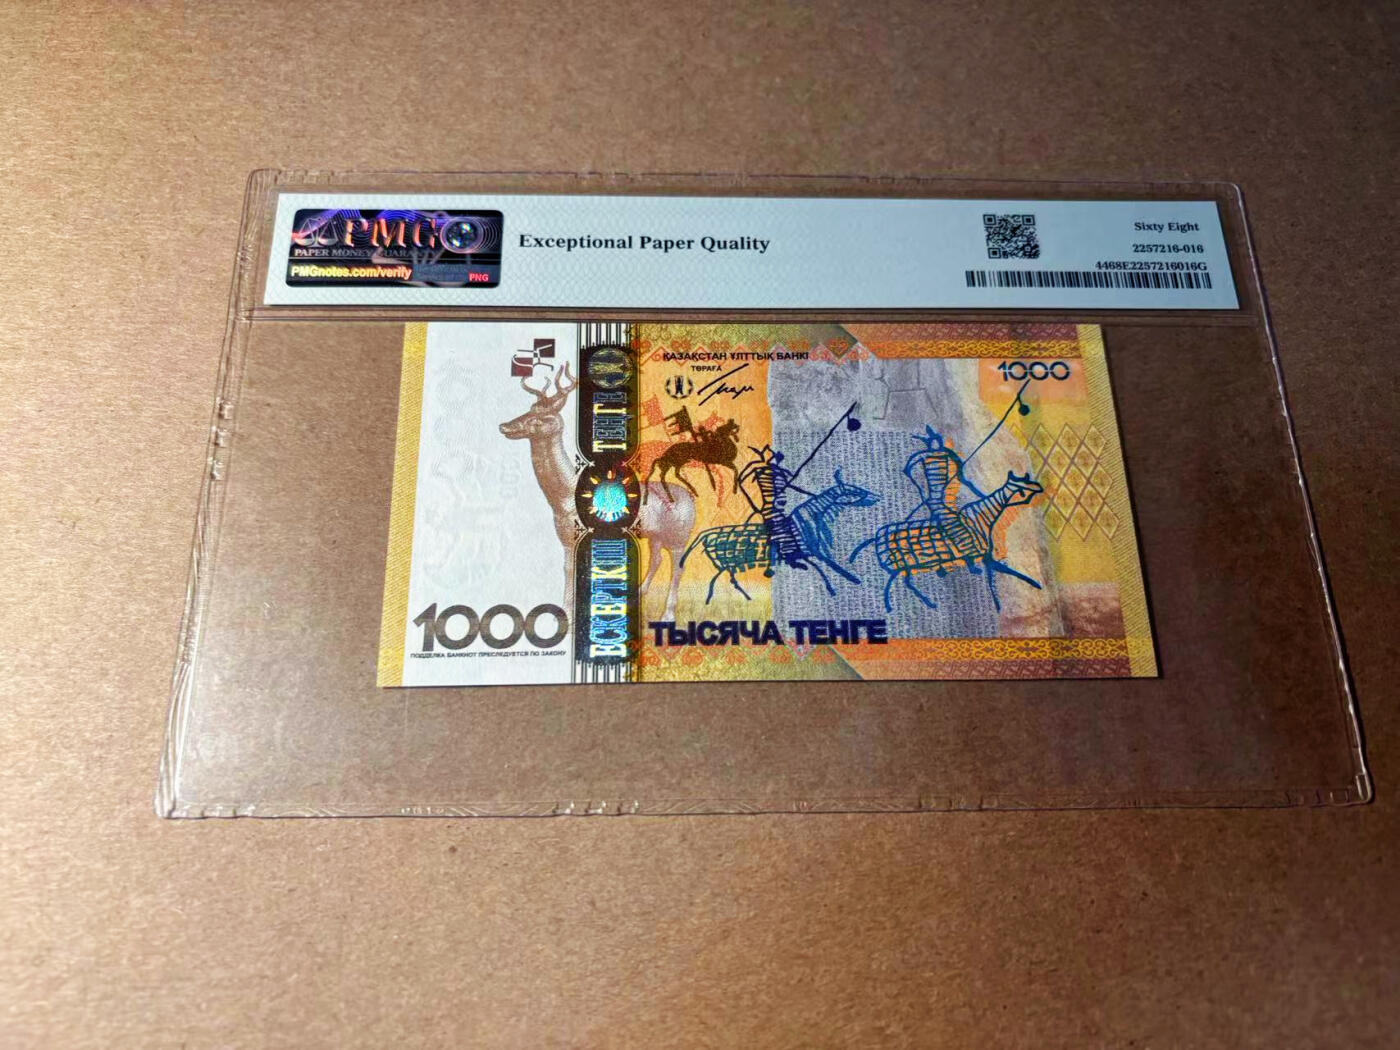 PMG
PAPER MONEY GUARANTY
PMGnotes.com/verify
PNG
Exceptional Paper Quality
Sixty Eight
2257216-016
4468E2257216016G
ҚАЗАҚСТАН ҰЛТТЫҚ БАНКІ
ТӨРАҒА
1000
ТЕҢГЕ
ЕСКЕРТКІШ
1000
ПОДДЕЛКА БАНКНОТ ПРЕСЛЕДУЕТСЯ ПО ЗАКОНУ
ТЫСЯЧА ТЕНГЕ